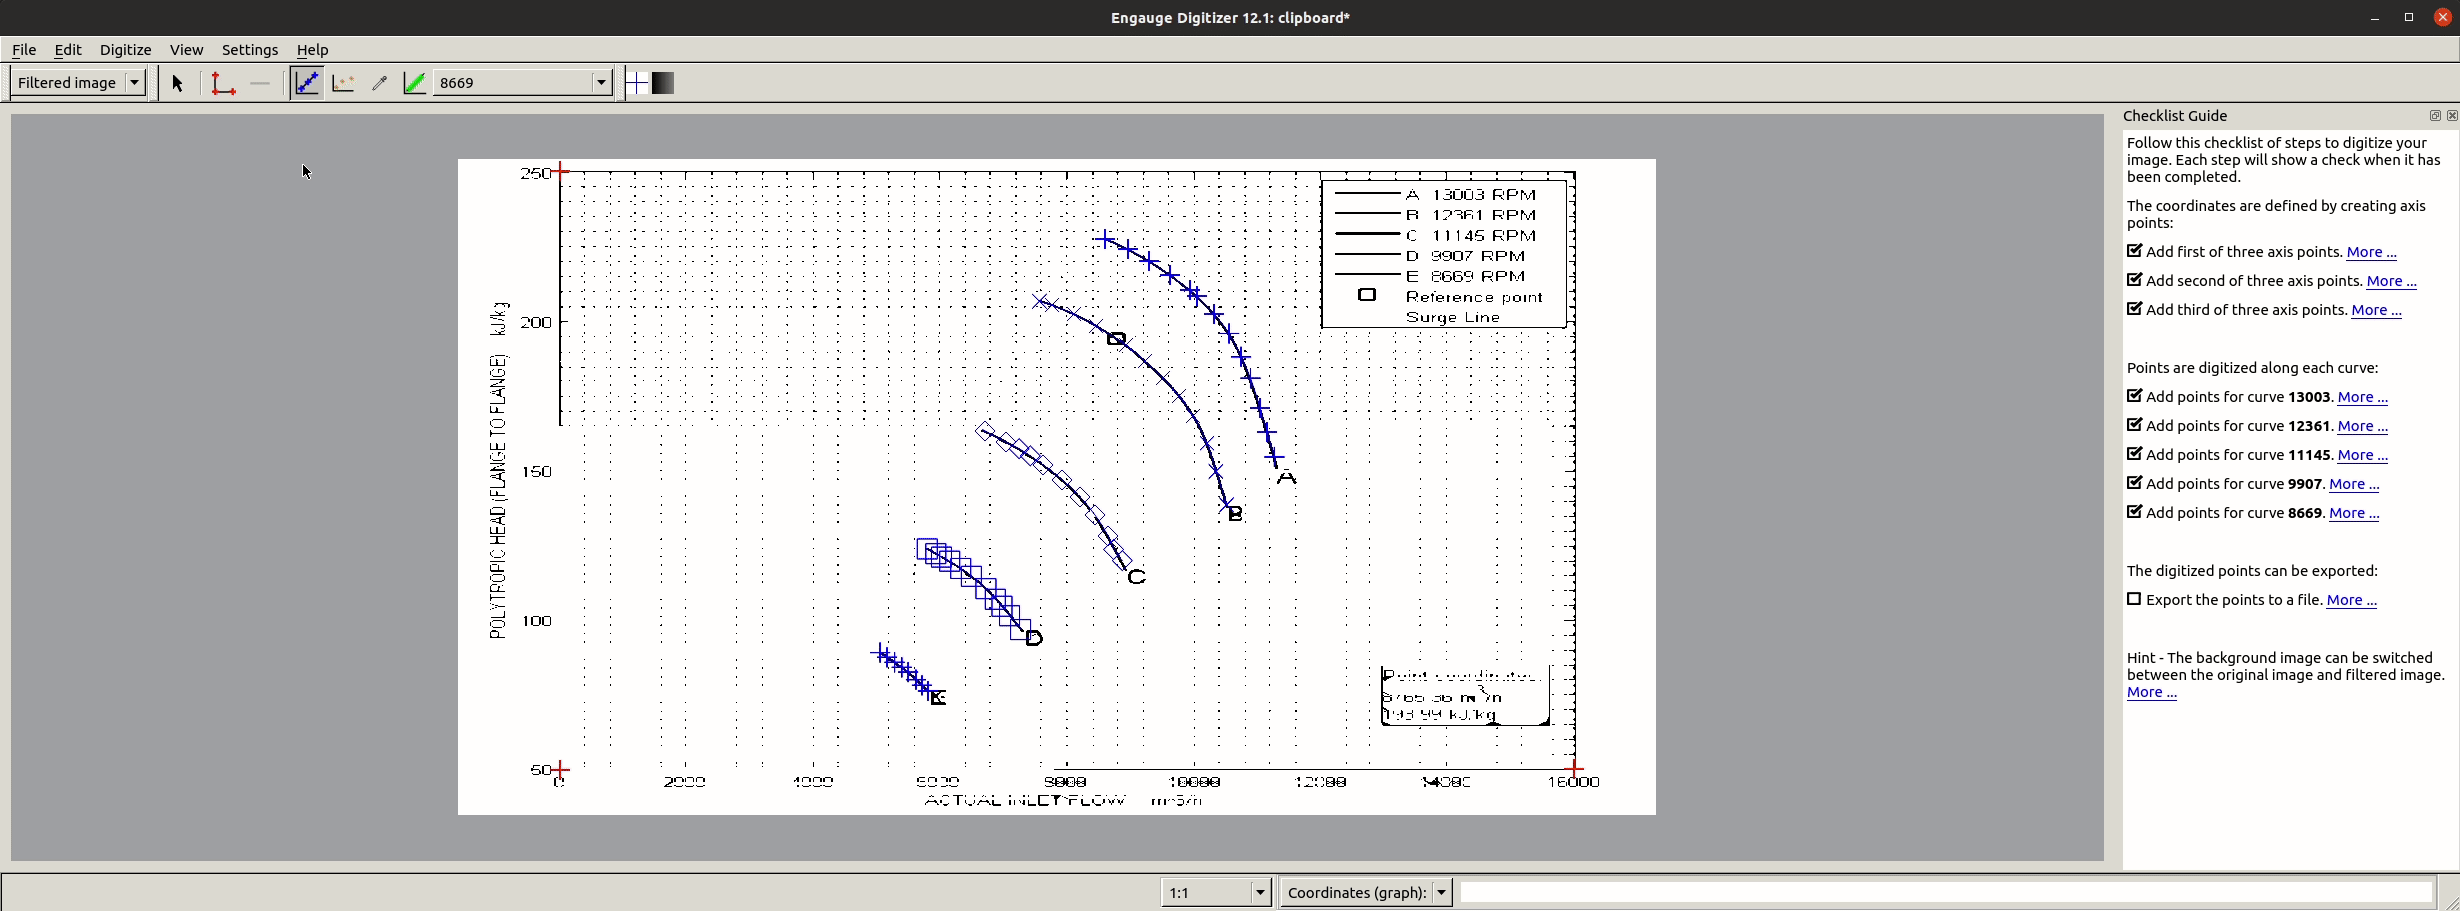 Engauge Digitizer 12.1: clipboard*
File Edit Digitize View Settings Help
Filtered image
8669
Checklist Guide
Follow this checklist of steps to digitize your
image. Each step will show a check when it has
been completed.
The coordinates are defined by creating axis
points:
Add first of three axis points. More ...
Add second of three axis points. More ...
Add third of three axis points. More ...
Points are digitized along each curve:
Add points for curve 13003. More ...
Add points for curve 12361. More ...
Add points for curve 11145. More ...
Add points for curve 9907. More ...
Add points for curve 8669. More ...
The digitized points can be exported:
Export the points to a file. More ...
Hint - The background image can be switched
between the original image and filtered image.
More ...
250
200
150
100
50
POLYTROPIC HEAD (FLANGE TO FLANGE) kJ/kg
A 13003 RPM
B 12361 RPM
C 11145 RPM
D 9907 RPM
E 8669 RPM
Reference point
Surge Line
A
B
C
D
E
kJ/kg
0 2000 4000 6000 8000 10000 12000 14000 16000
ACTUAL INLET FLOW
1:1
Coordinates (graph):